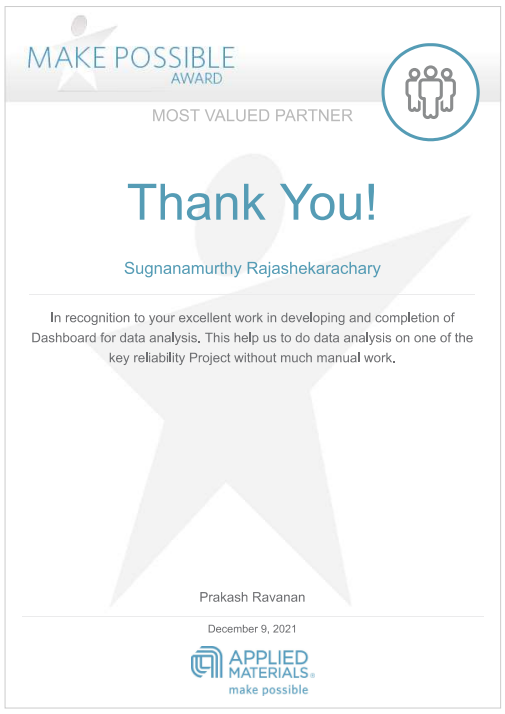 MAKE POSSIBLE
AWARD
MOST VALUED PARTNER
Thank You!
Sugnanamurthy Rajashekarachary
In recognition to your excellent work in developing and completion of
Dashboard for data analysis. This help us to do data analysis on one of the
key reliability Project without much manual work.
Prakash Ravanan
December 9, 2021
APPLIED
MATERIALS®
make possible